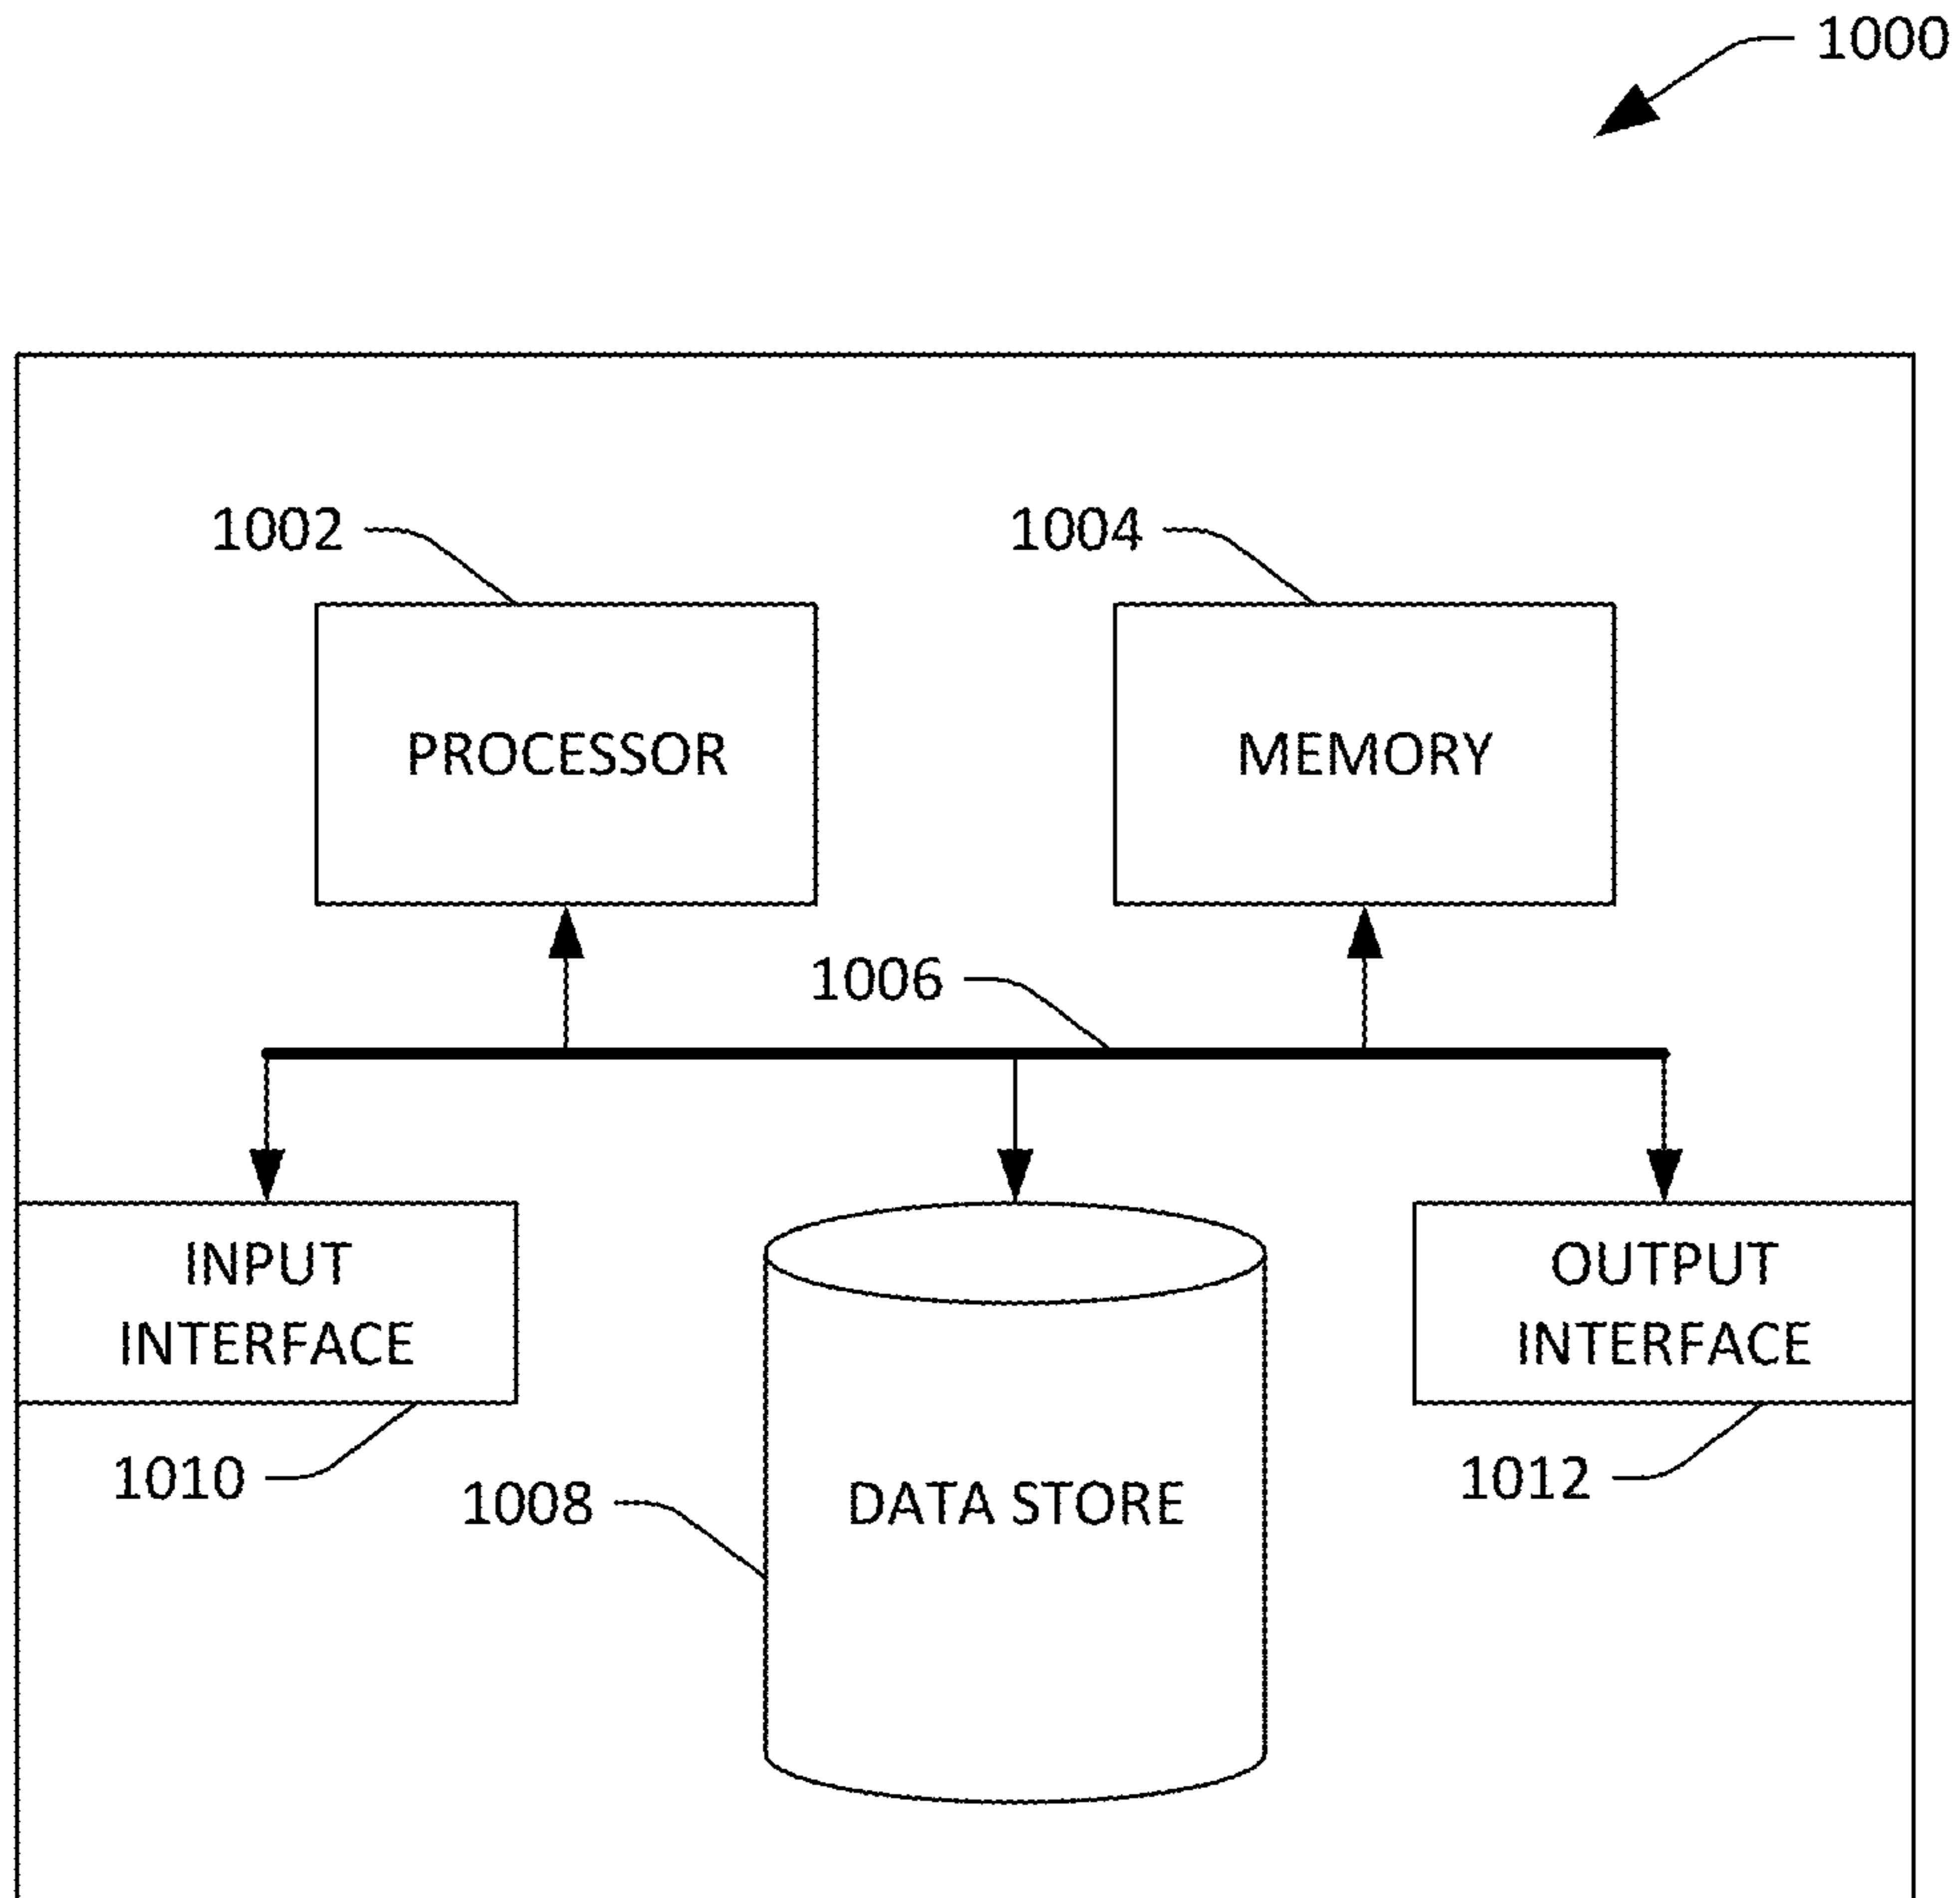 1000
1002
1004
PROCESSOR
MEMORY
1006
INPUT
INTERFACE
OUTPUT
INTERFACE
1010
1008
DATA STORE
1012